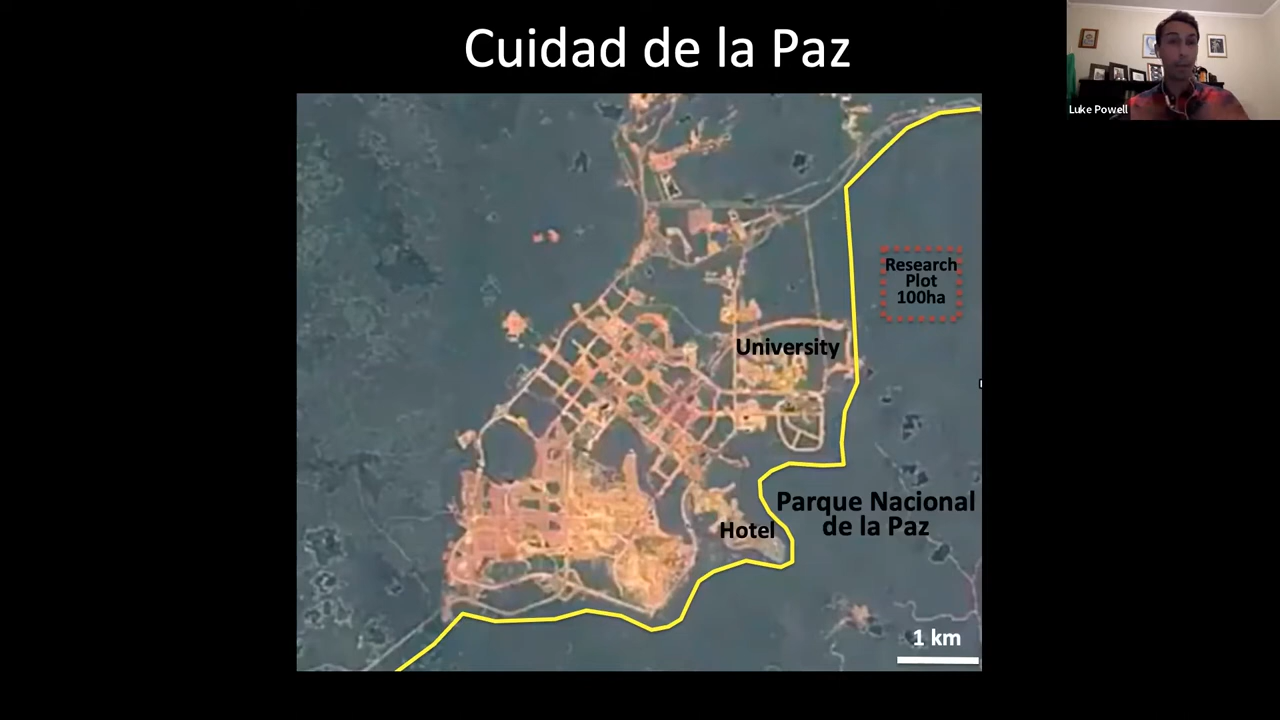 Cuidad de la Paz
Luke Powell
Research
Plot
100ha
University
Parque Nacional
de la Paz
Hotel
1 km